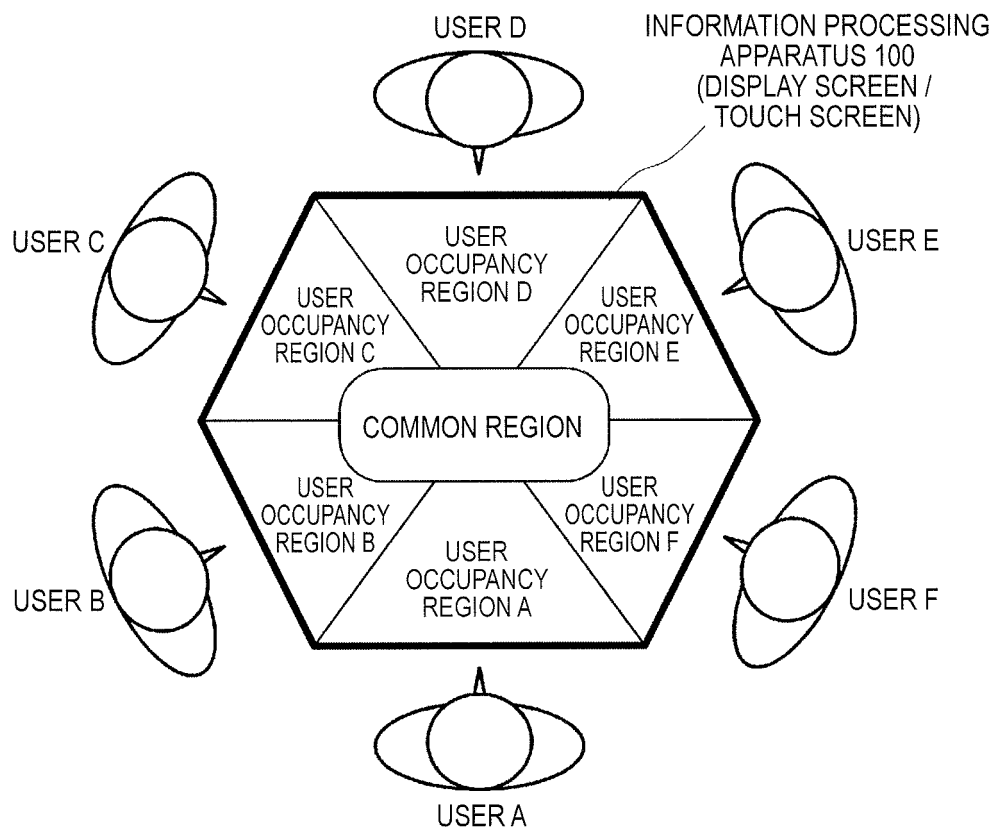 USER D
INFORMATION PROCESSING
APPARATUS 100
(DISPLAY SCREEN /
TOUCH SCREEN)
USER C
USER E
USER
OCCUPANCY
REGION D
USER
OCCUPANCY
REGION C
USER
OCCUPANCY
REGION E
COMMON REGION
USER
OCCUPANCY
REGION B
USER
OCCUPANCY
REGION A
USER
OCCUPANCY
REGION F
USER B
USER F
USER A